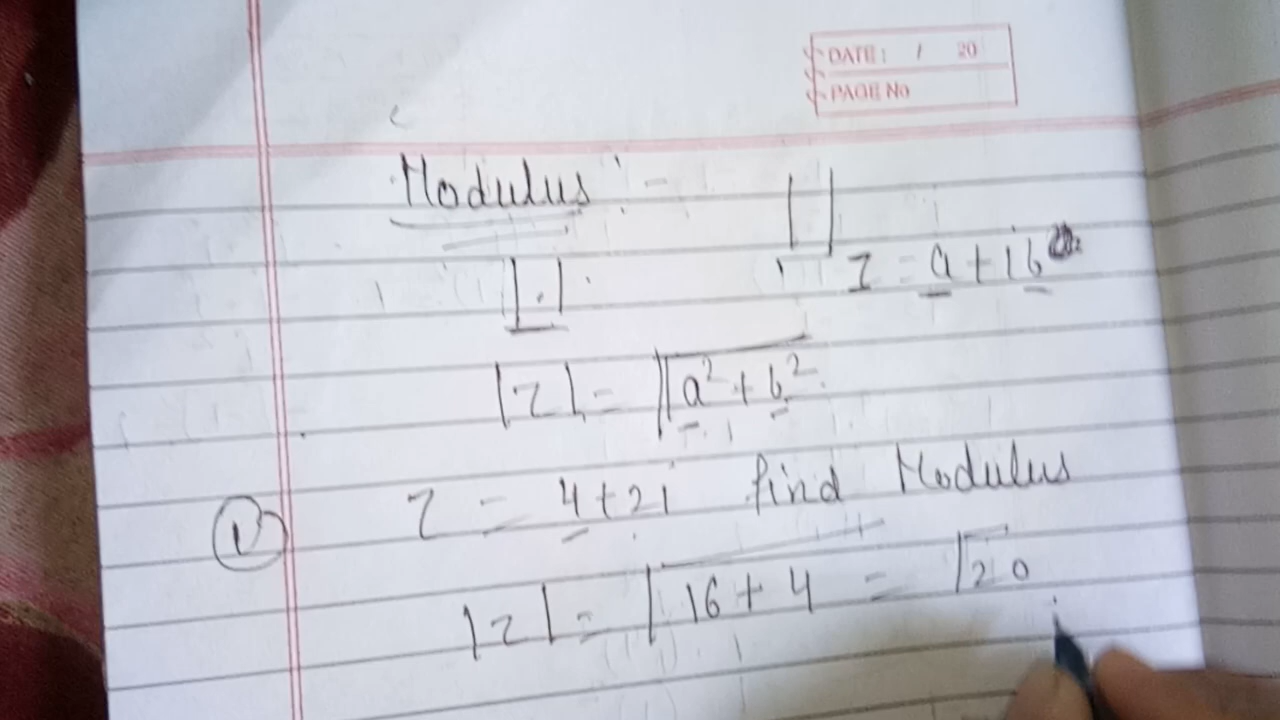 DATE: / 20
PAGE No
Modulus :- | |
|.| z = a + ib
|z| = √a² + b²
① z = 4 + 2i find Modulus
|z| = √16 + 4 = √20